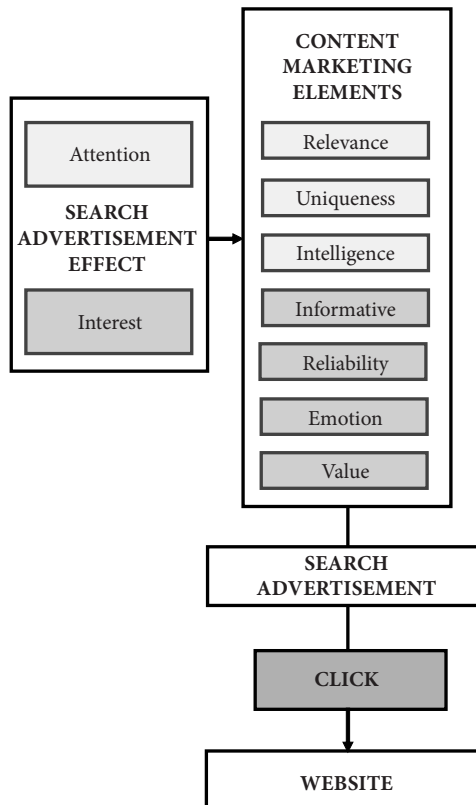 Attention
SEARCH
ADVERTISEMENT
EFFECT
Interest
CONTENT
MARKETING
ELEMENTS
Relevance
Uniqueness
Intelligence
Informative
Reliability
Emotion
Value
SEARCH
ADVERTISEMENT
CLICK
WEBSITE